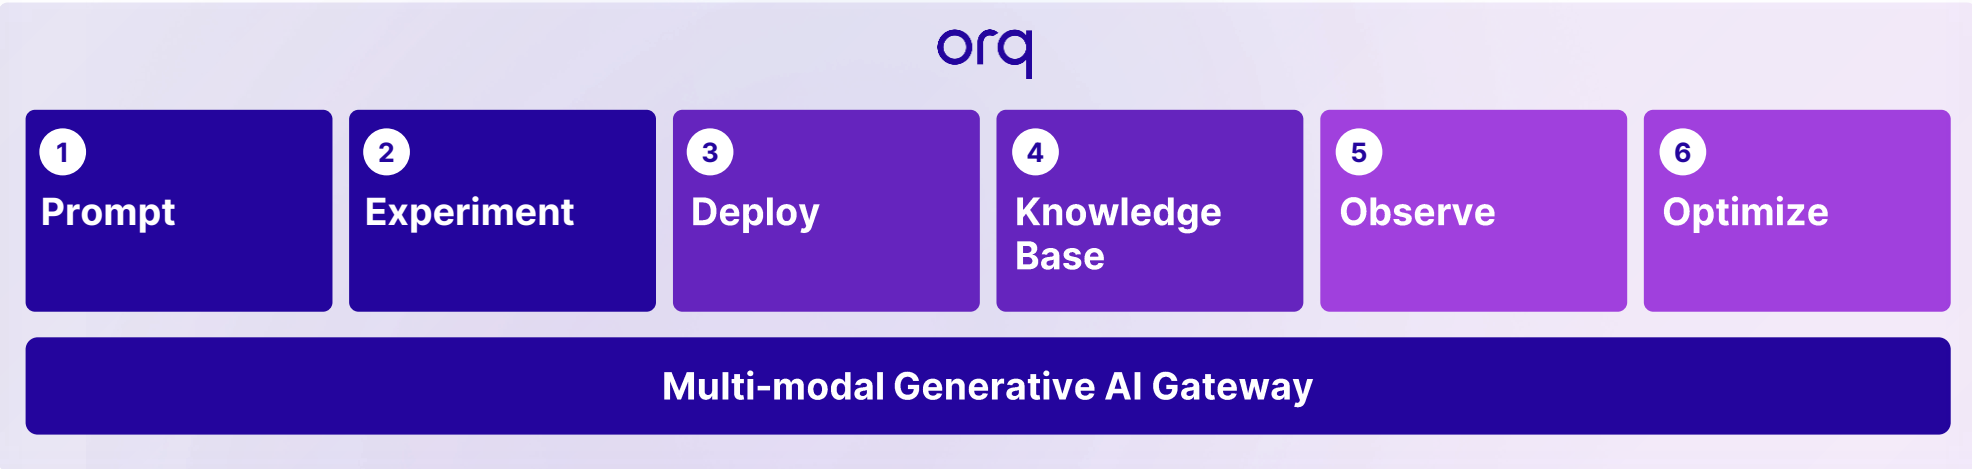 orq
1
Prompt
2
Experiment
3
Deploy
4
Knowledge
Base
5
Observe
6
Optimize
Multi-modal Generative AI Gateway